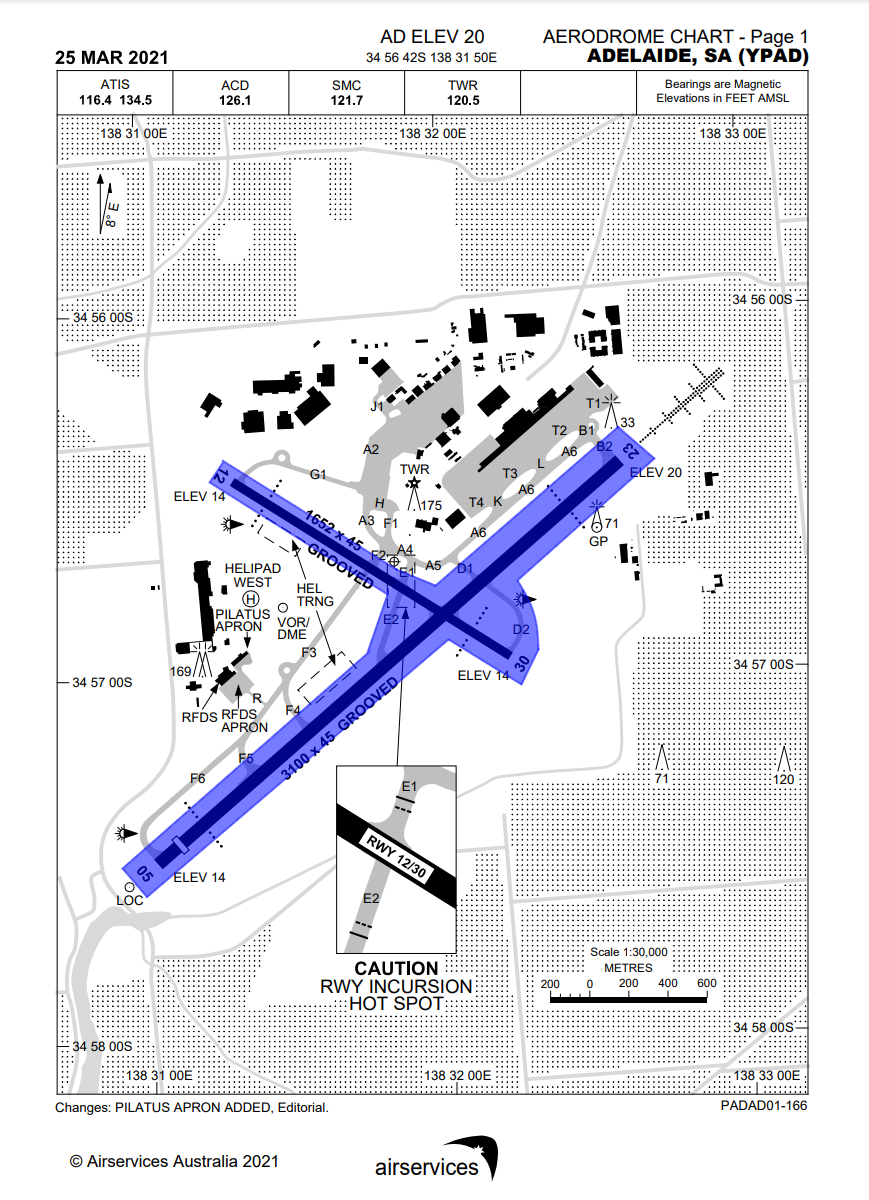 AD ELEV 20
AERODROME CHART - Page 1
25 MAR 2021
34 56 42S 138 31 50E
ADELAIDE, SA (YPAD)
ATIS
116.4 134.5
ACD
126.1
SMC
121.7
TWR
120.5
Bearings are Magnetic
Elevations in FEET AMSL
138 31 00E
138 32 00E
138 33 00E
8° E
34 56 00S
34 56 00S
J1
T1
33
T2
B1
B2
23
A2
A6
L
ELEV 20
TWR
G1
T3
12
ELEV 14
A6
H
175
T4
K
1652 x 45
GROOVED
A3
F1
71
GP
A6
F2
A4
E1
A5
D1
HELIPAD
WEST
H
HEL
TRNG
PILATUS
APRON
VOR/
DME
E2
D2
F3
30
169
ELEV 14
34 57 00S
34 57 00S
R
RFDS
RFDS
APRON
F4
3100 x 45 GROOVED
F5
F6
71
120
E1
RWY 12/30
E2
05
ELEV 14
LOC
CAUTION
RWY INCURSION
HOT SPOT
Scale 1:30,000
METRES
200 0 200 400 600
34 58 00S
34 58 00S
138 31 00E
138 32 00E
138 33 00E
Changes: PILATUS APRON ADDED, Editorial.
PADAD01-166
© Airservices Australia 2021
airservices